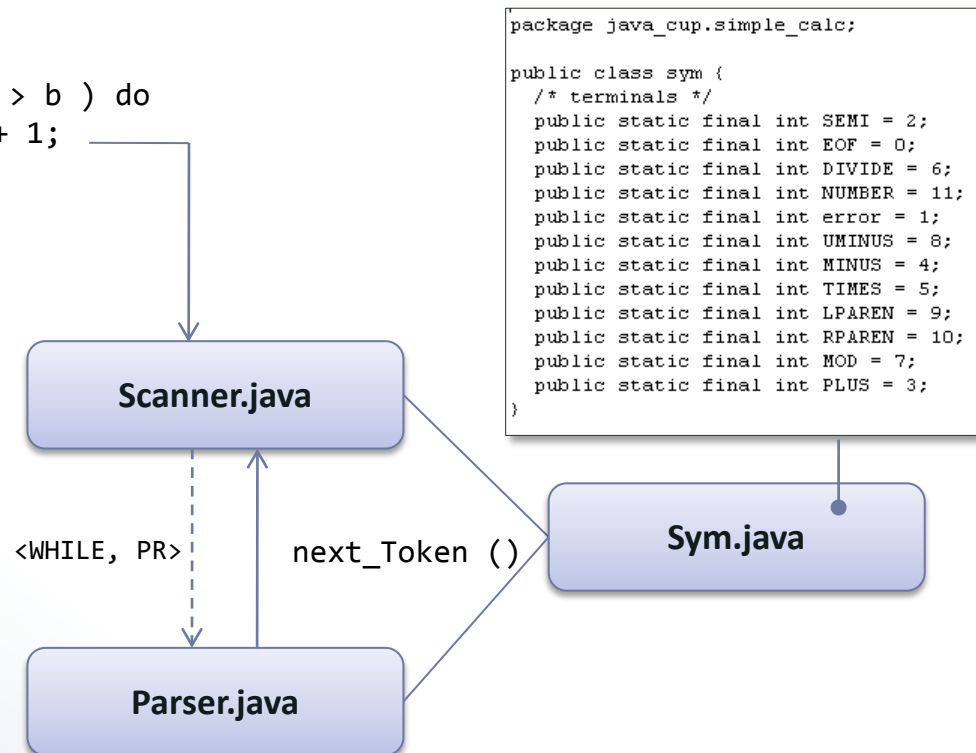 > b ) do
+ 1;
package java_cup.simple_calc;
public class sym {
/* terminals */
public static final int SEMI = 2;
public static final int EOF = 0;
public static final int DIVIDE = 6;
public static final int NUMBER = 11;
public static final int error = 1;
public static final int UMINUS = 8;
public static final int MINUS = 4;
public static final int TIMES = 5;
public static final int LPAREN = 9;
public static final int RPAREN = 10;
public static final int MOD = 7;
public static final int PLUS = 3;
}
Scanner.java
<WHILE, PR>
next_Token ()
Sym.java
Parser.java